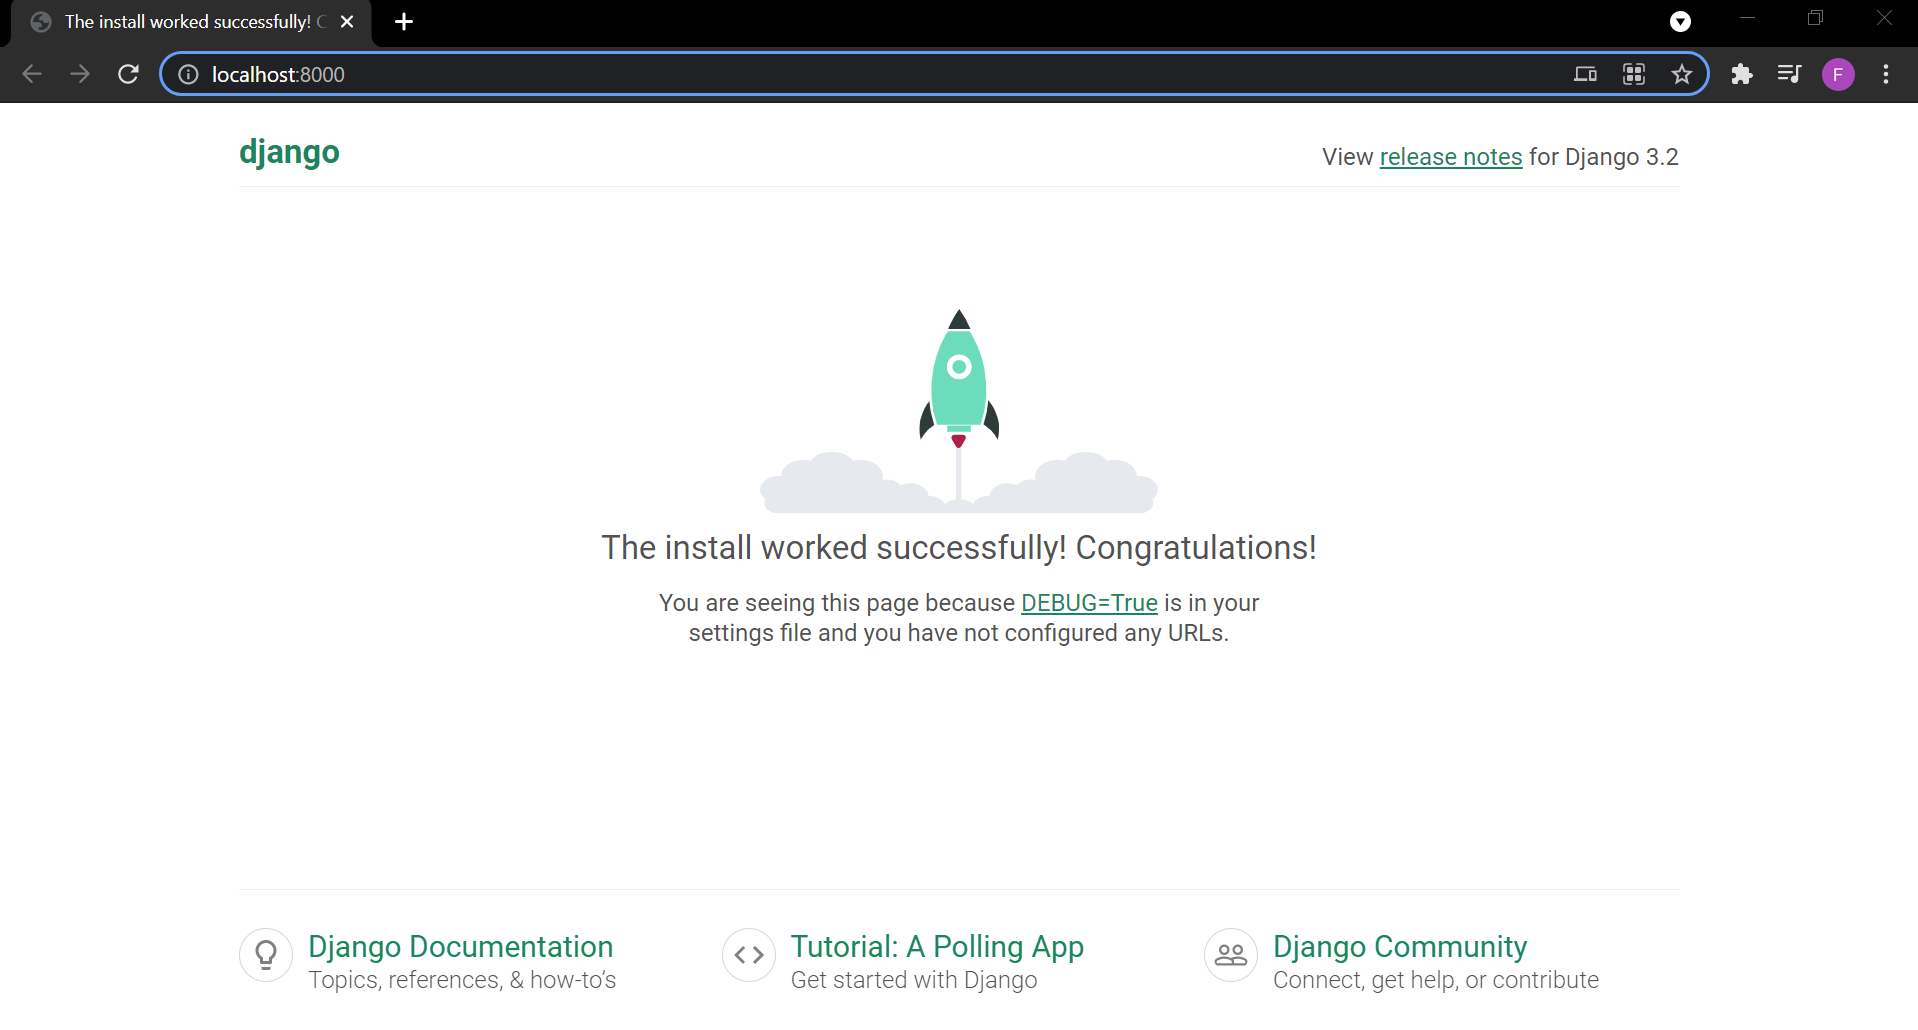 The install worked successfully! C
localhost:8000
F
django
View release notes for Django 3.2
The install worked successfully! Congratulations!
You are seeing this page because DEBUG=True is in your
settings file and you have not configured any URLs.
Django Documentation
Topics, references, & how-to’s
Tutorial: A Polling App
Get started with Django
Django Community
Connect, get help, or contribute